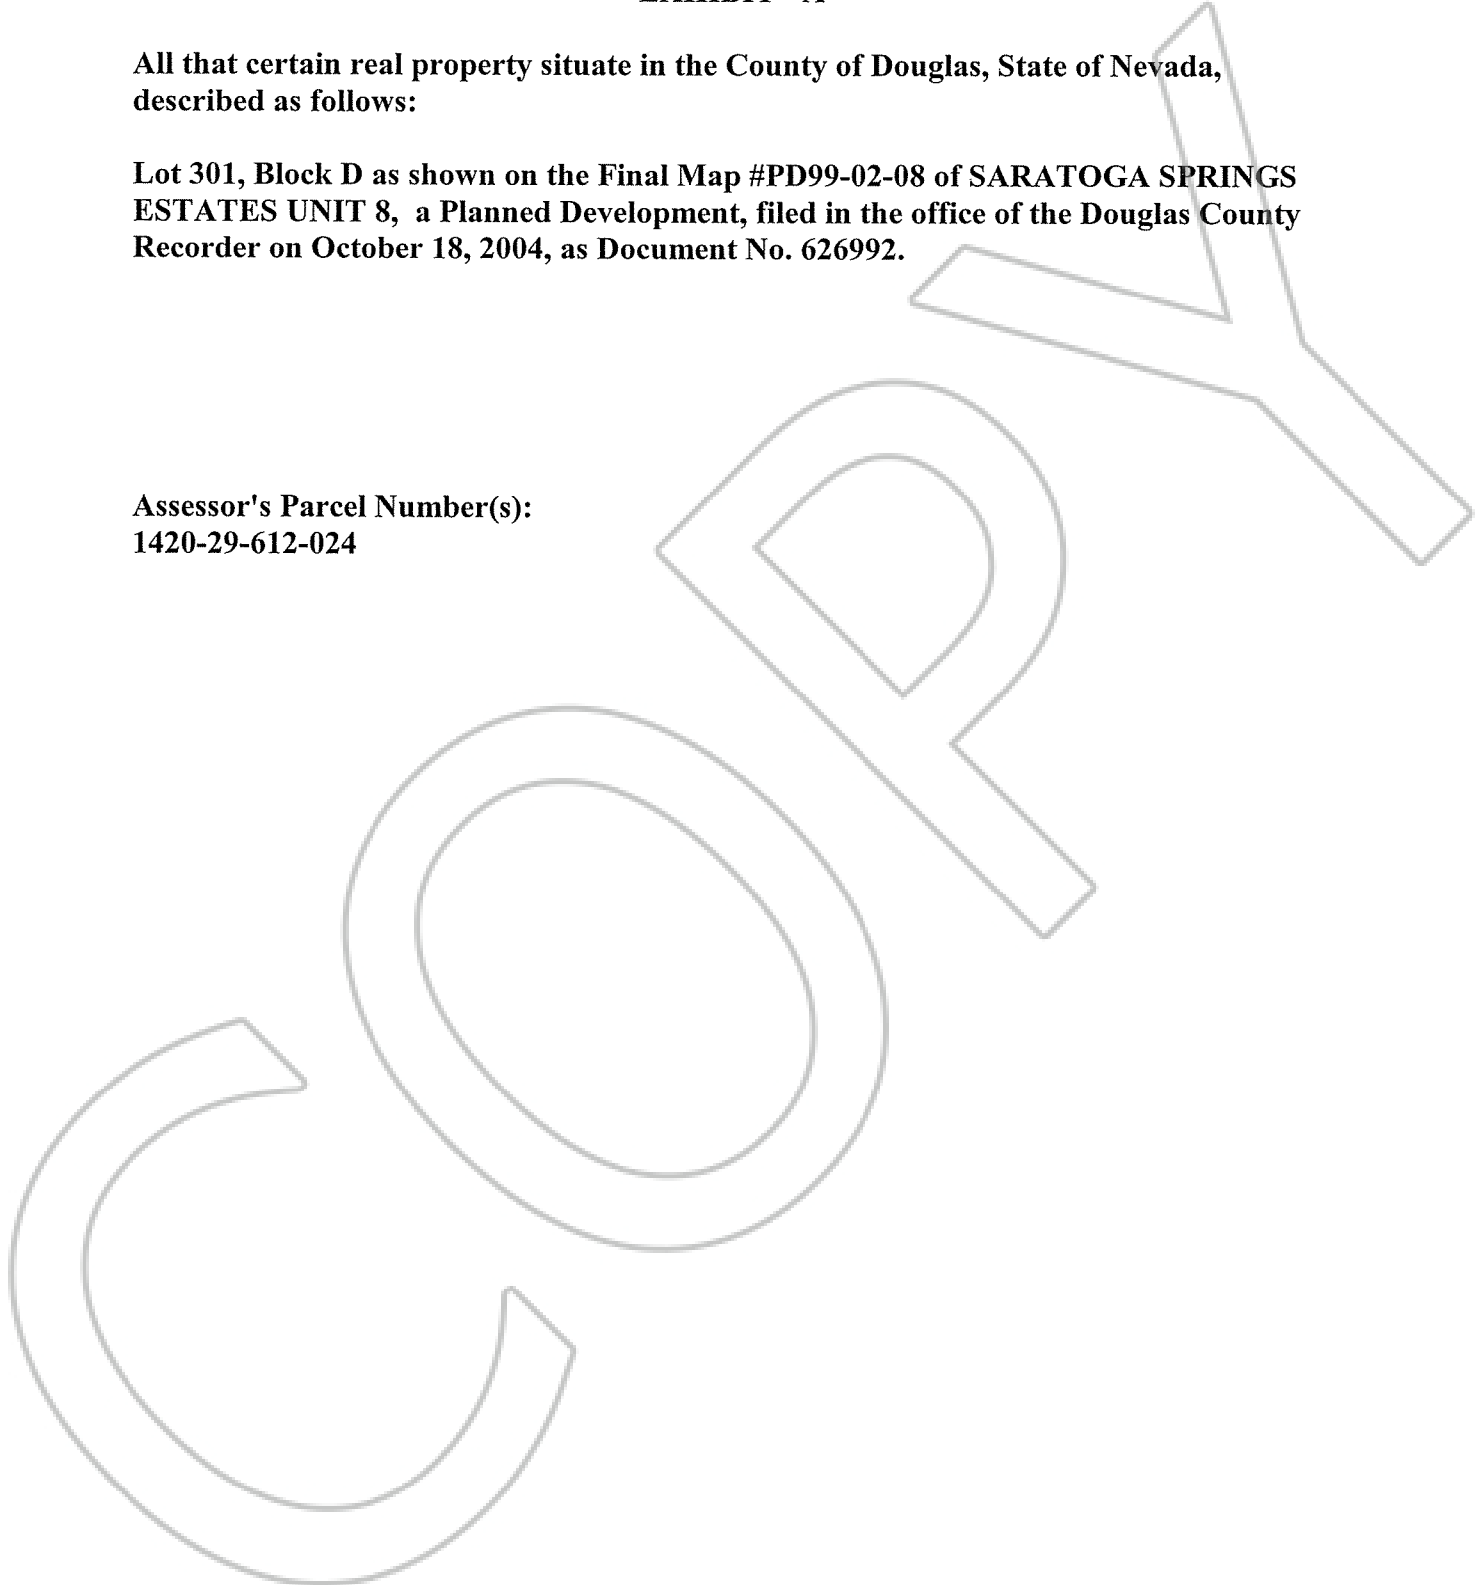 All that certain real property situate in the County of Douglas, State of Nevada,
described as follows:
Lot 301, Block D as shown on the Final Map #PD99-02-08 of SARATOGA SPRINGS
ESTATES UNIT 8,  a Planned Development, filed in the office of the Douglas County
Recorder on October 18, 2004, as Document No. 626992.
Assessor's Parcel Number(s):
1420-29-612-024
COPY